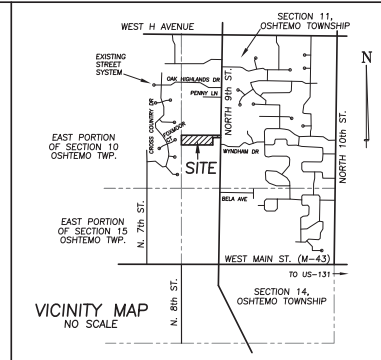 WEST H AVENUE
SECTION 11,
OSHTEMO TOWNSHIP
EXISTING
STREET
SYSTEM
OAK HIGHLANDS DR
PENNY LN
NORTH 9th ST.
N
CROSS COUNTRY DR
FOXMOOR
CT
EAST PORTION
OF SECTION 10
OSHTEMO TWP.
WYNDHAM DR
SITE
NORTH 10th ST.
BELA AVE
N. 7th ST.
EAST PORTION
OF SECTION 15
OSHTEMO TWP.
WEST MAIN ST. (M-43)
TO US-131
SECTION 14,
OSHTEMO TOWNSHIP
N. 8th ST.
VICINITY MAP
NO SCALE